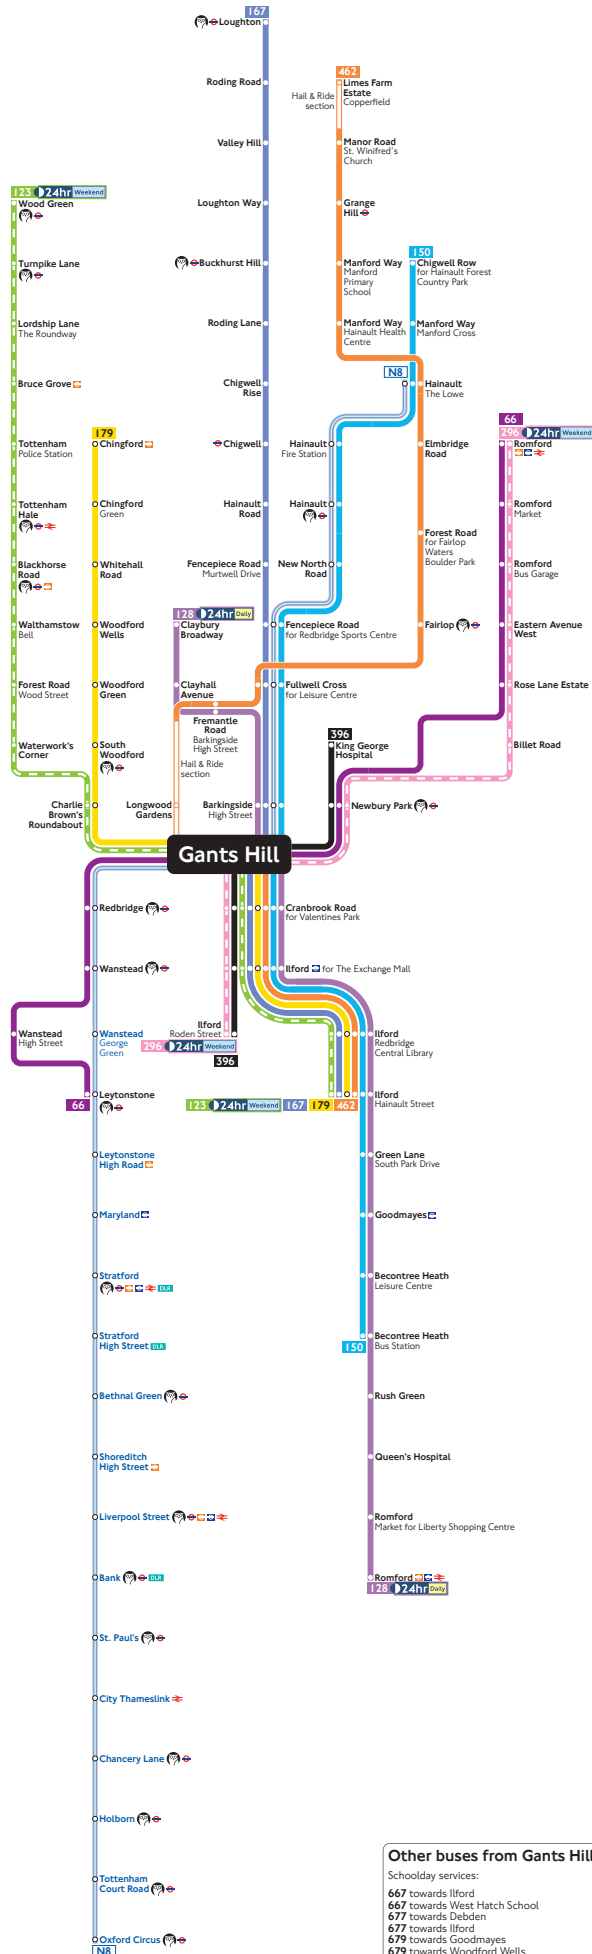 167
Loughton
Roding Road
Valley Hill
Loughton Way
Buckhurst Hill
Roding Lane
Chigwell
Rise
Chigwell
Hainault
Road
Fencepiece Road
Murtwell Drive
462
Limes Farm
Estate
Copperfield
Hail & Ride
section
Manor Road
St. Winifred's
Church
Grange
Hill
Manford Way
Manford
Primary
School
Manford Way
Hainault Health
Centre
150
Chigwell Row
for Hainault Forest
Country Park
Manford Way
Manford Cross
N8
Hainault
The Lowe
Hainault
Fire Station
Elmbridge
Road
Hainault
Forest Road
for Fairlop
Waters
Boulder Park
New North
Road
Fencepiece Road
for Redbridge Sports Centre
Fairlop
Fullwell Cross
for Leisure Centre
123 24hr Weekend
Wood Green
Turnpike Lane
Lordship Lane
The Roundway
Bruce Grove
Tottenham
Police Station
Tottenham
Hale
Blackhorse
Road
Walthamstow
Bell
Forest Road
Wood Street
Waterwork's
Corner
Charlie
Brown's
Roundabout
179
Chingford
Chingford
Green
Whitehall
Road
Woodford
Wells
Woodford
Green
South
Woodford
128 24hr Daily
Claybury
Broadway
Clayhall
Avenue
Fremantle
Road
Barkingside
High Street
Hail & Ride
section
Longwood
Gardens
Barkingside
High Street
396
King George
Hospital
Newbury Park
66
296 24hr Weekend
Romford
Romford
Market
Romford
Bus Garage
Eastern Avenue
West
Rose Lane Estate
Billet Road
Gants Hill
Redbridge
Wanstead
Wanstead
High Street
Wanstead
George
Green
66
Leytonstone
Leytonstone
High Road
Maryland
Stratford
DLR
Stratford
High Street DLR
Bethnal Green
Shoreditch
High Street
Liverpool Street
Bank DLR
St. Paul's
City Thameslink
Chancery Lane
Holborn
Tottenham
Court Road
Oxford Circus
N8
Cranbrook Road
for Valentines Park
Ilford for The Exchange Mall
Ilford
Roden Street
296 24hr Weekend
396
Ilford
Redbridge
Central Library
Ilford
Hainault Street
123 24hr Weekend 167 179 462
Green Lane
South Park Drive
Goodmayes
Becontree Heath
Leisure Centre
Becontree Heath
Bus Station
150
Rush Green
Queen's Hospital
Romford
Market for Liberty Shopping Centre
Romford
128 24hr Daily
Other buses from Gants Hill
Schoolday services:
667 towards Ilford
667 towards West Hatch School
677 towards Debden
677 towards Ilford
679 towards Goodmayes
679 towards Woodford Wells